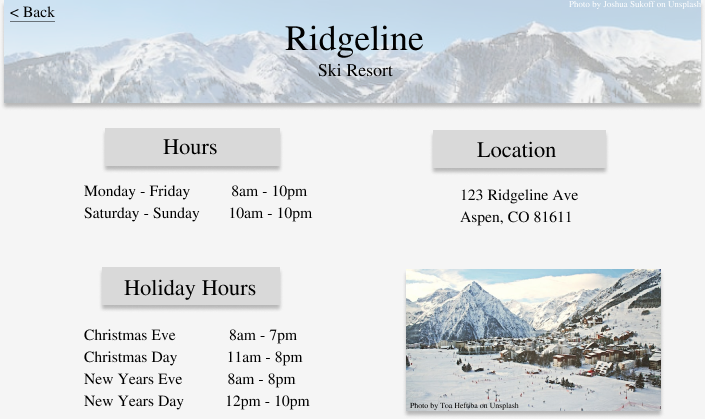 < Back
Photo by Joshua Sukoff on Unsplash
Ridgeline
Ski Resort
Hours
Monday - Friday 8am - 10pm
Saturday - Sunday 10am - 10pm
Location
123 Ridgeline Ave
Aspen, CO 81611
Holiday Hours
Christmas Eve 8am - 7pm
Christmas Day 11am - 8pm
New Years Eve 8am - 8pm
New Years Day 12pm - 10pm
Photo by Toa Heftiba on Unsplash